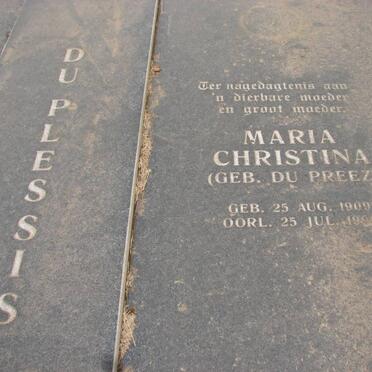 DU PLESSIS
Ter nagedagtenis aan
'n dierbare moeder
en groot moeder.
MARIA
CHRISTINA
(GEB. DU PREEZ
GEB. 25 AUG. 1909
OORL. 25 JUL.